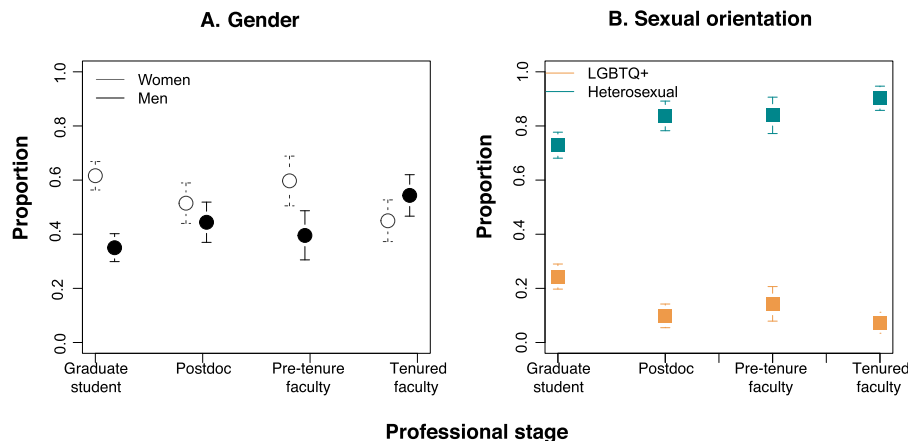 A. Gender
Women
Men
Proportion
1.0
0.8
0.6
0.4
0.2
0.0
Graduate student
Postdoc
Pre-tenure faculty
Tenured faculty
B. Sexual orientation
LGBTQ+
Heterosexual
Proportion
1.0
0.8
0.6
0.4
0.2
0.0
Graduate student
Postdoc
Pre-tenure faculty
Tenured faculty
Professional stage